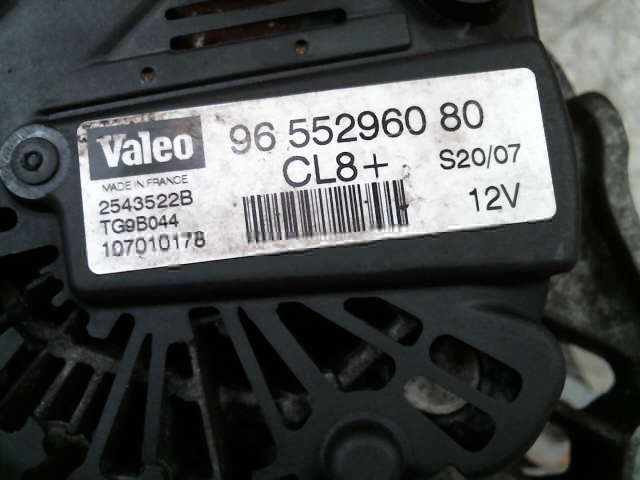 Valeo
96 552960 80
CL8+
S20/07
MADE IN FRANCE
2543522B
TG9B044
107010178
12V